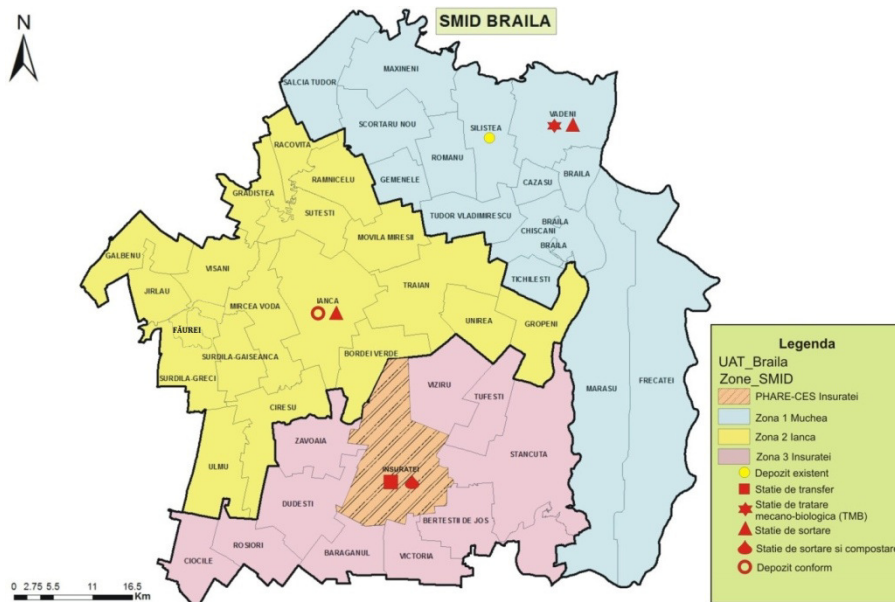 N
SMID BRAILA
SALCIA TUDOR
MAXINENI
SCORTARU NOU
SILISTEA
VADENI
RACOVITA
ROMANU
GEMENELE
RAMNICELU
CAZASU
BRAILA
GRADISTEA
SUTESTI
TUDOR VLADIMIRESCU
BRAILA
CHISCANI
BRAILA
MOVILA MIRESII
GALBENU
VISANI
TICHILESTI
JIRLAU
TRAIAN
MIRCEA VODA
IANCA
FĂUREI
UNIREA
GROPENI
SURDILA-GAISEANCA
BORDEI VERDE
SURDILA-GRECI
VIZIRU
TUFESTI
MARASU
FRECATEI
CIRESU
ZAVOAIA
STANCUTA
ULMU
INSURATEI
DUDESTI
BERTESTII DE JOS
ROSIORI
BARAGANUL
VICTORIA
CIOCILE
Legenda
UAT_Braila
Zone_SMID
PHARE-CES Insuratei
Zona 1 Muchea
Zona 2 Ianca
Zona 3 Insuratei
Depozit existent
Statie de transfer
Statie de tratare
mecano-biologica (TMB)
Statie de sortare
Statie de sortare si compostare
Depozit conform
0 2.75 5.5 11 16.5
Km